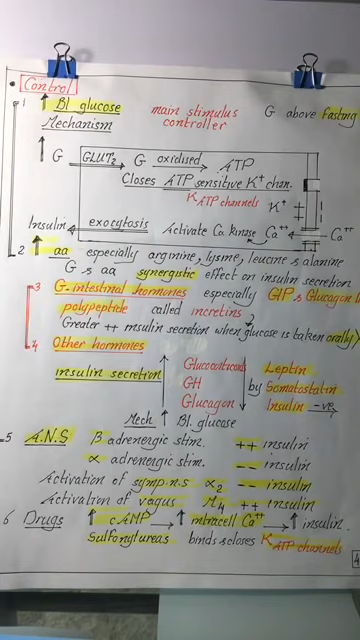 • Control
1 ↑ Bl glucose main stimulus controller G above fasting
Mechanism
↑ G GLUT2 → G oxidised → ATP
Closes ATP sensitive K+ chan.
KATP channels K+
Insulin ← exocytosis Activate Ca kinase Ca++ Ca++
2 ↑ aa especially arginine, lysine, leucine & alanine
G & aa synergistic effect on insulin secretion
3 G-intestinal hormones especially GIP & Glucagon
polypeptide called incretins
Greater ++ insulin secretion when glucose is taken orally
4 Other hormones
insulin secretion ↑ Glucocorticoids ↓ by Leptin
GH Somatostatin
Glucagon Insulin -ve
Mech ↑ Bl. glucose
5 A.N.S β adrenergic stim. ++ insulin
α adrenergic stim. -- insulin
Activation of symp.n.s α2 -- insulin
Activation of vagus M4 ++ insulin
6 Drugs ↑ cAMP → ↑ intracell Ca++ → ↑ insulin.
Sulfonylureas binds & closes KATP channels
4